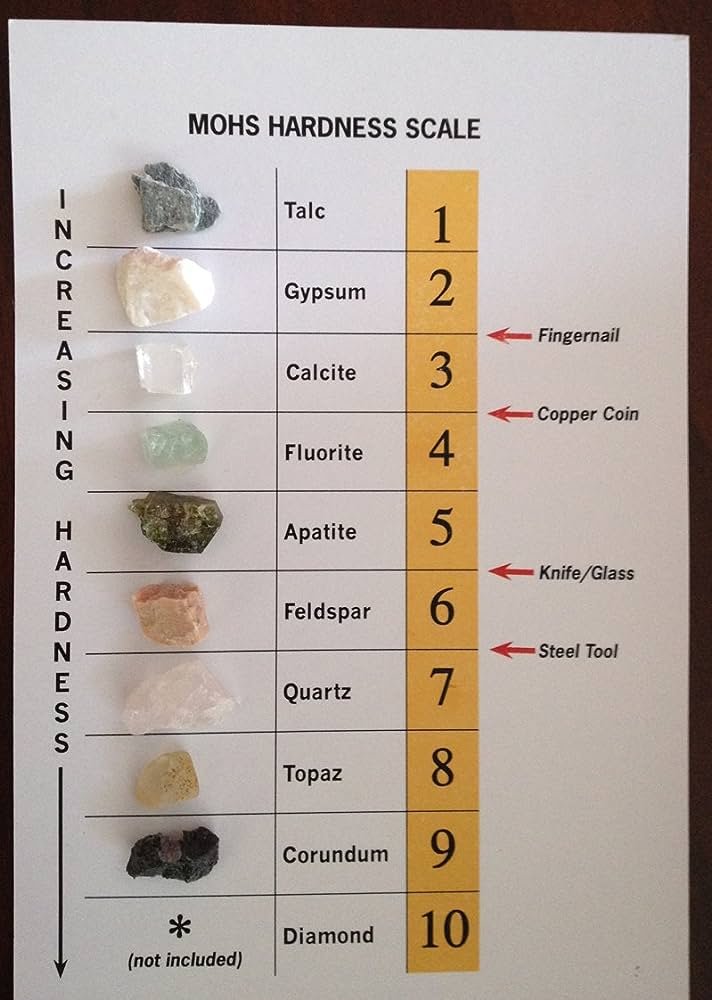 MOHS HARDNESS SCALE
INCREASING HARDNESS
Talc 1
Gypsum 2
Fingernail
Calcite 3
Copper Coin
Fluorite 4
Apatite 5
Knife/Glass
Feldspar 6
Steel Tool
Quartz 7
Topaz 8
Corundum 9
* Diamond 10
(not included)